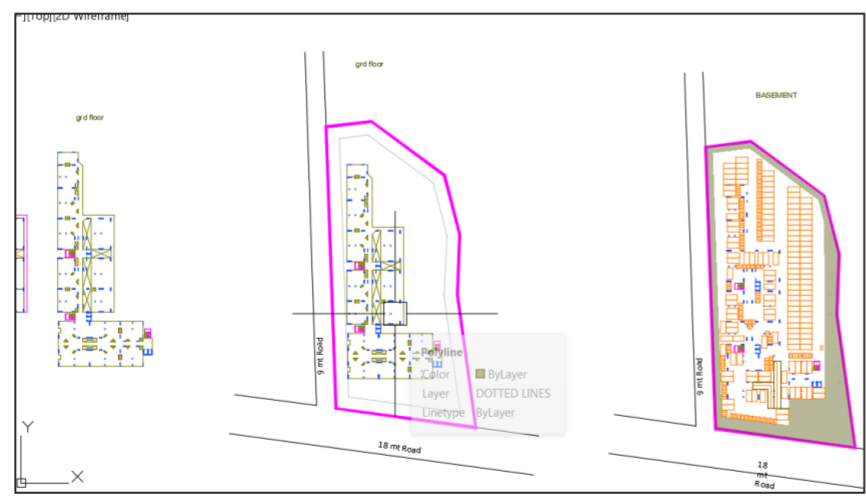 -][Top][2D Wireframe]
grd floor
grd floor
BASEMENT
9 mt Road
9 mt Road
Polyline
Color ByLayer
Layer DOTTED LINES
Linetype ByLayer
18 mt Road
18
mt
Road
Y
X